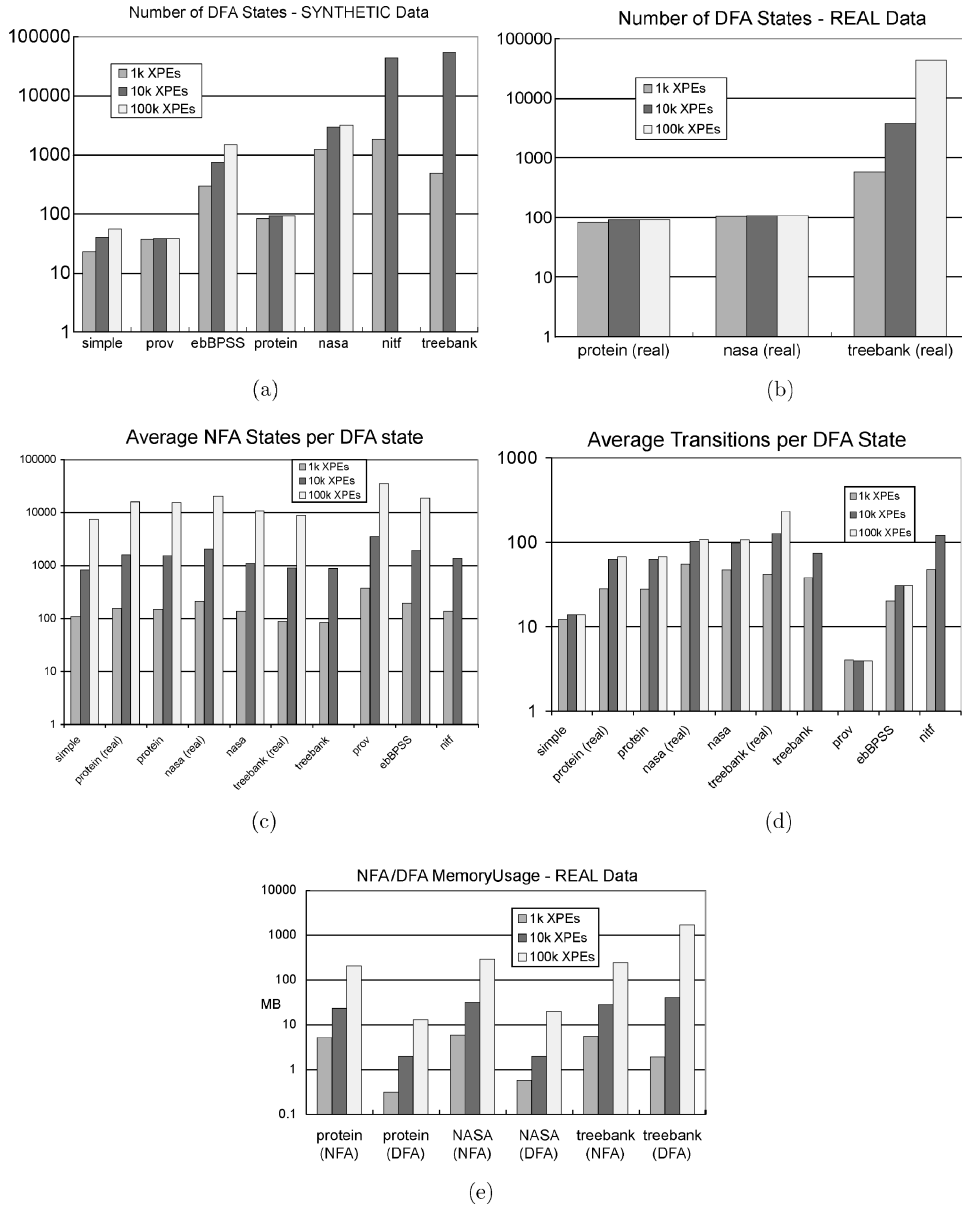 Number of DFA States - SYNTHETIC Data
100000
10000
1000
100
10
1
1k XPEs
10k XPEs
100k XPEs
simple prov ebBPSS protein nasa nitf treebank
(a)
Number of DFA States - REAL Data
100000
10000
1000
100
10
1
1k XPEs
10k XPEs
100k XPEs
protein (real) nasa (real) treebank (real)
(b)
Average NFA States per DFA state
100000
10000
1000
100
10
1
1k XPEs
10k XPEs
100k XPEs
simple
protein (real)
protein
nasa (real)
nasa
treebank (real)
treebank
prov
ebBPSS
nitf
(c)
Average Transitions per DFA State
1000
100
10
1
1k XPEs
10k XPEs
100k XPEs
simple
protein (real)
protein
nasa (real)
nasa
treebank (real)
treebank
prov
ebBPSS
nitf
(d)
NFA/DFA MemoryUsage - REAL Data
10000
1000
100
MB
10
1
0.1
1k XPEs
10k XPEs
100k XPEs
protein protein NASA NASA treebank treebank
(NFA) (DFA) (NFA) (DFA) (NFA) (DFA)
(e)